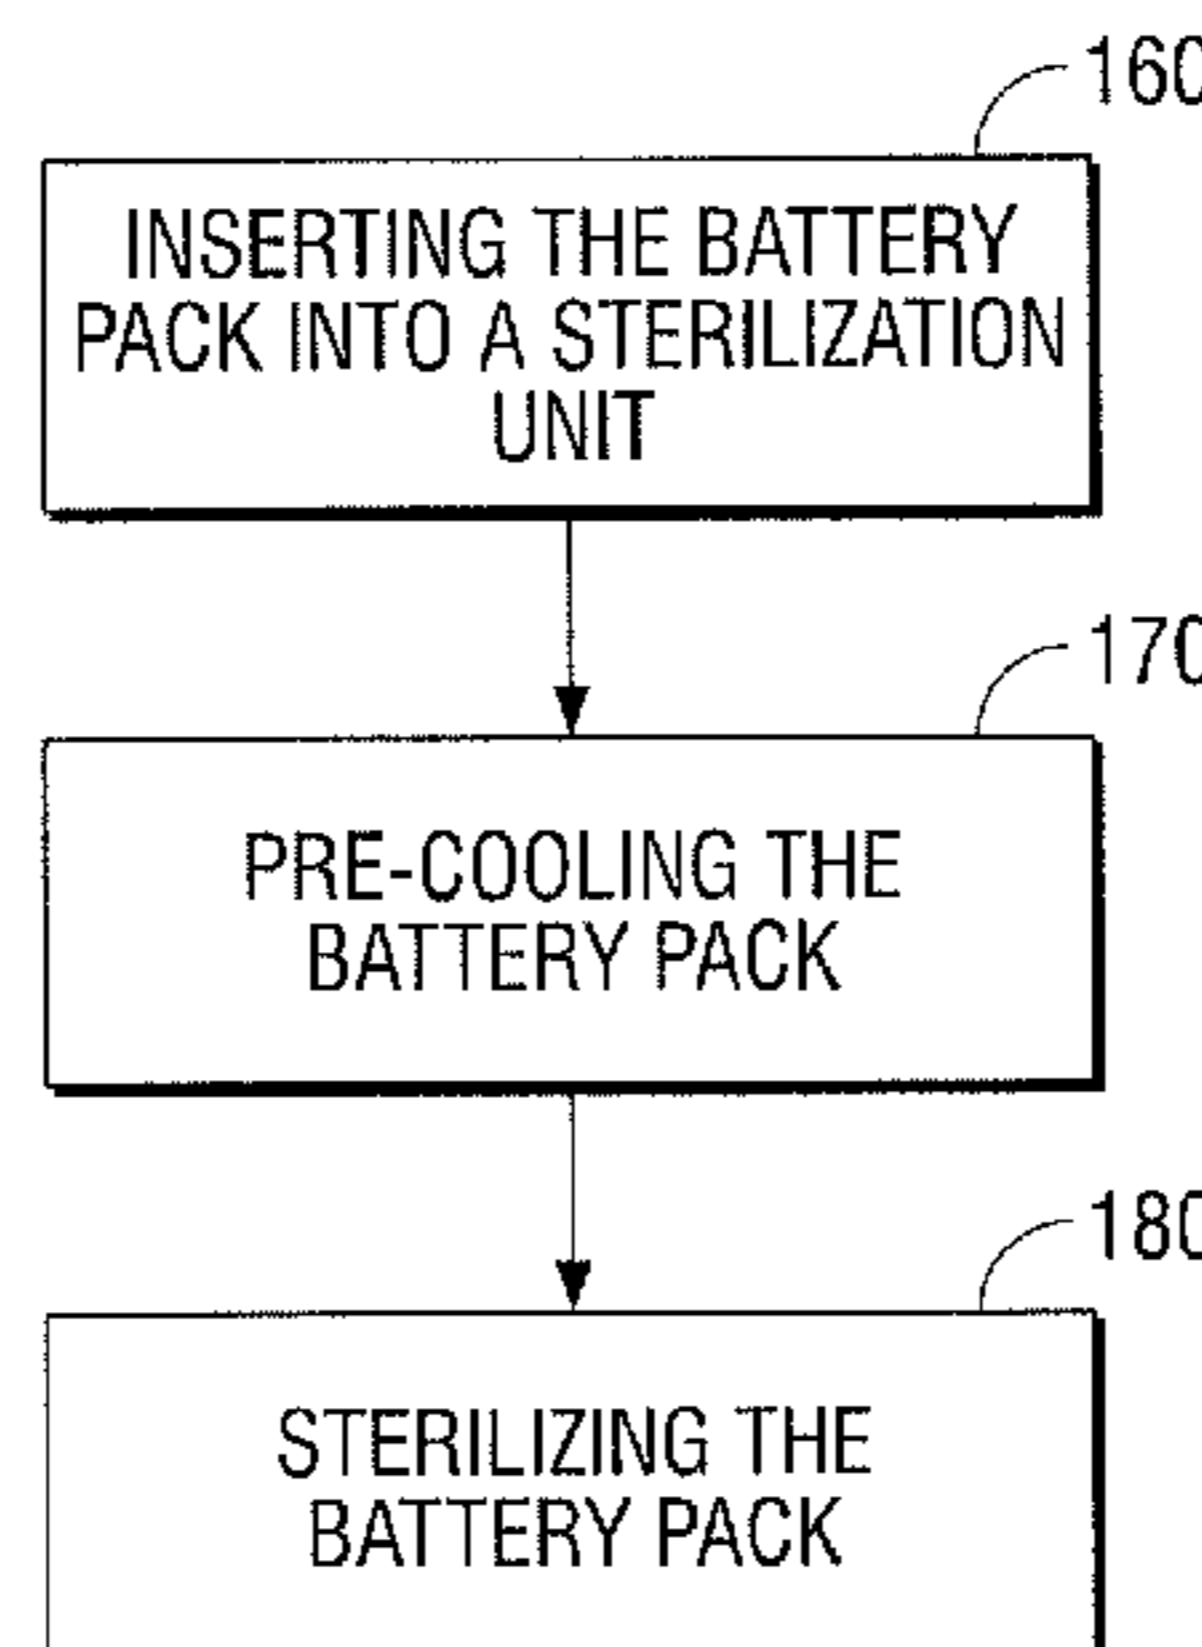 160
INSERTING THE BATTERY
PACK INTO A STERILIZATION
UNIT
170
PRE-COOLING THE
BATTERY PACK
180
STERILIZING THE
BATTERY PACK